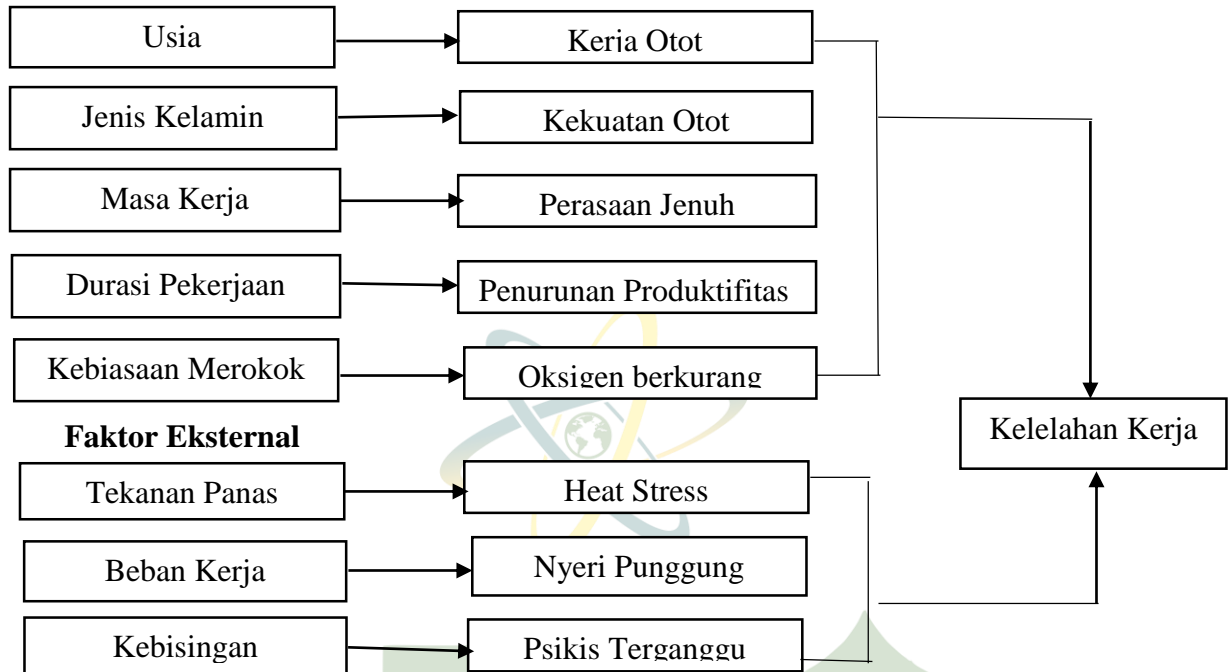 Usia
Kerja Otot
Jenis Kelamin
Kekuatan Otot
Masa Kerja
Perasaan Jenuh
Durasi Pekerjaan
Penurunan Produktifitas
Kebiasaan Merokok
Oksigen berkurang
Faktor Eksternal
Kelelahan Kerja
Tekanan Panas
Heat Stress
Beban Kerja
Nyeri Punggung
Kebisingan
Psikis Terganggu